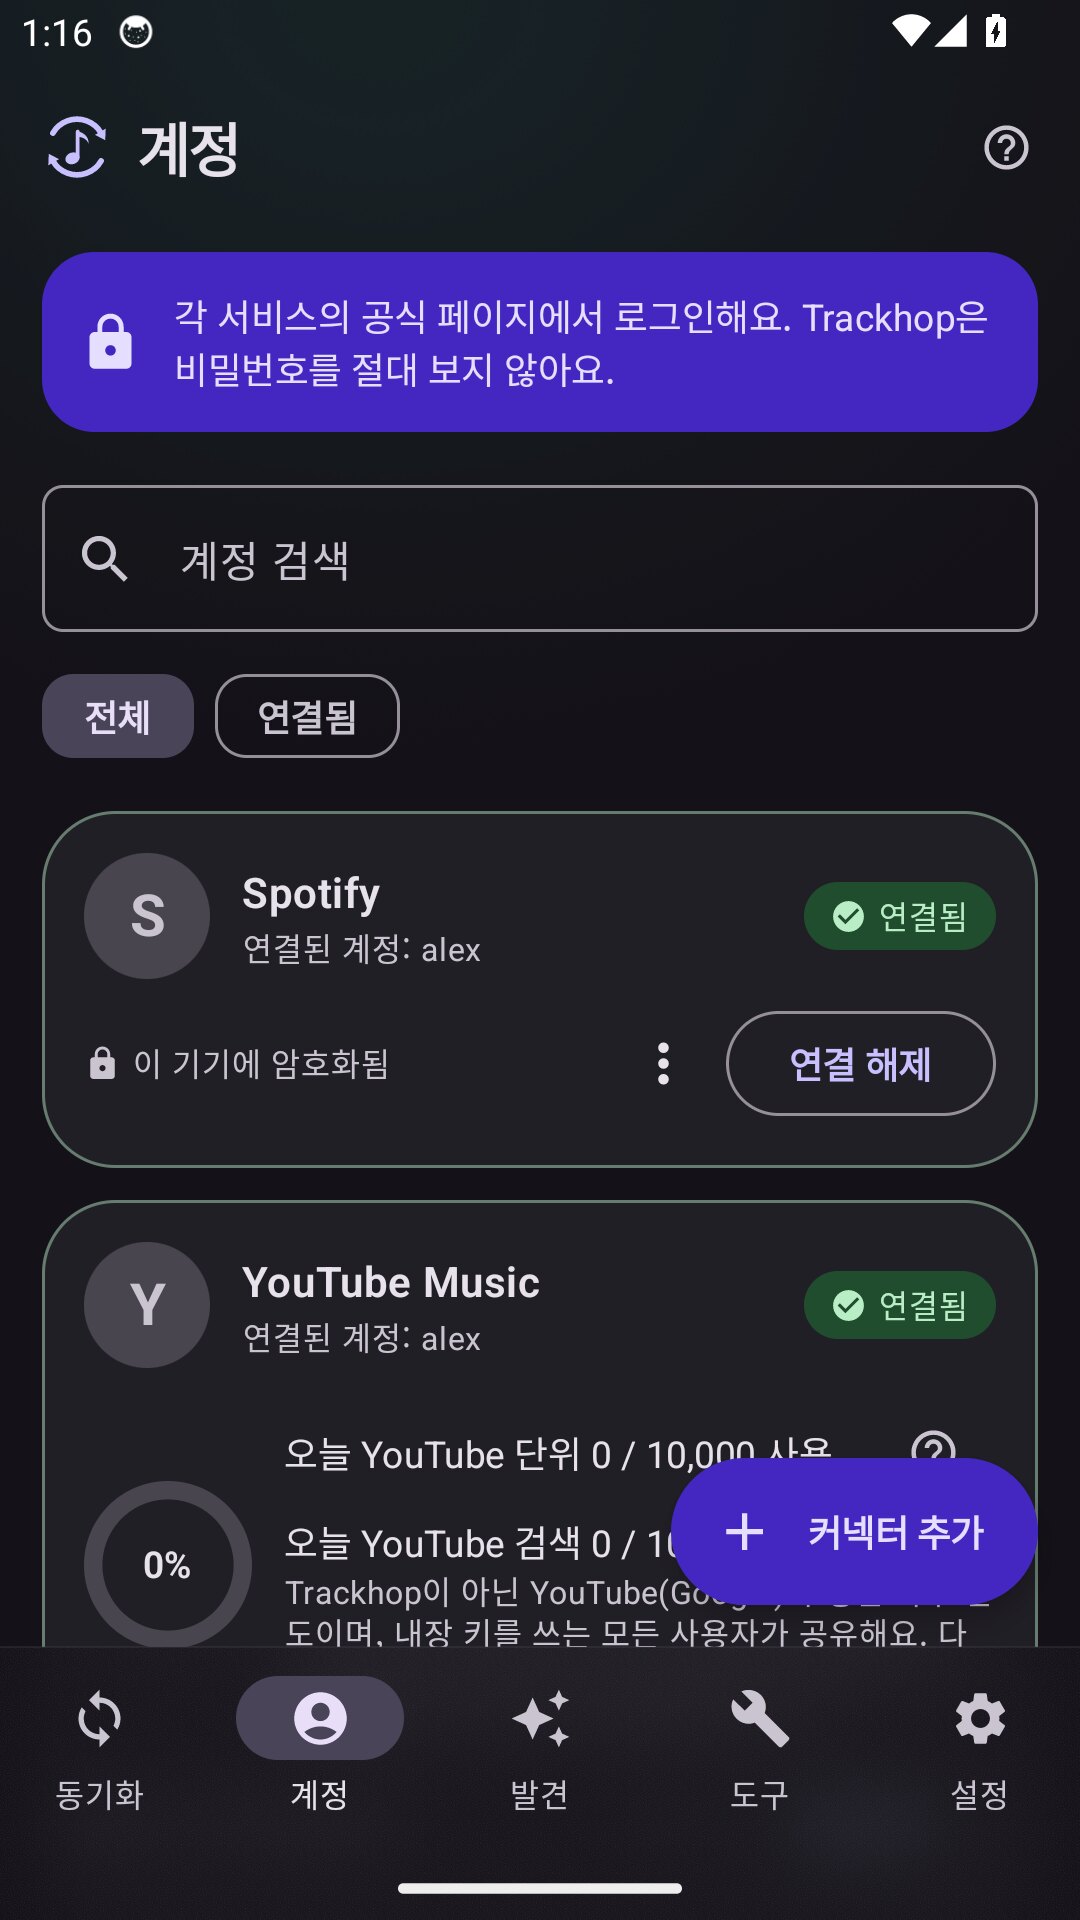 1:16
계정
각 서비스의 공식 페이지에서 로그인해요. Trackhop은
비밀번호를 절대 보지 않아요.
계정 검색
전체
연결됨
S
Spotify
연결된 계정: alex
연결됨
이 기기에 암호화됨
연결 해제
Y
YouTube Music
연결된 계정: alex
연결됨
오늘 YouTube 단위 0 / 10,000 사용
0%
오늘 YouTube 검색 0 /
Trackhop이 아닌
도이며, 내장 키를 쓰는 모든 사용자가 공유해요. 다
커넥터 추가
동기화
계정
발견
도구
설정